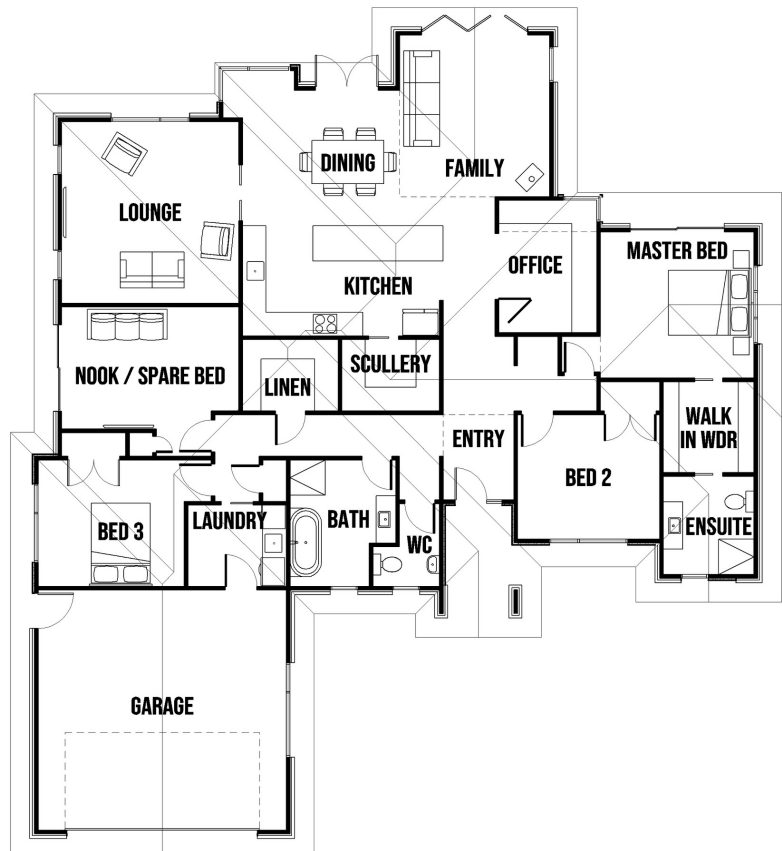 DINING
FAMILY
LOUNGE
MASTER BED
OFFICE
KITCHEN
SCULLERY
NOOK / SPARE BED
LINEN
WALK
IN WDR
ENTRY
BED 2
LAUNDRY
BATH
BED 3
WC
ENSUITE
GARAGE